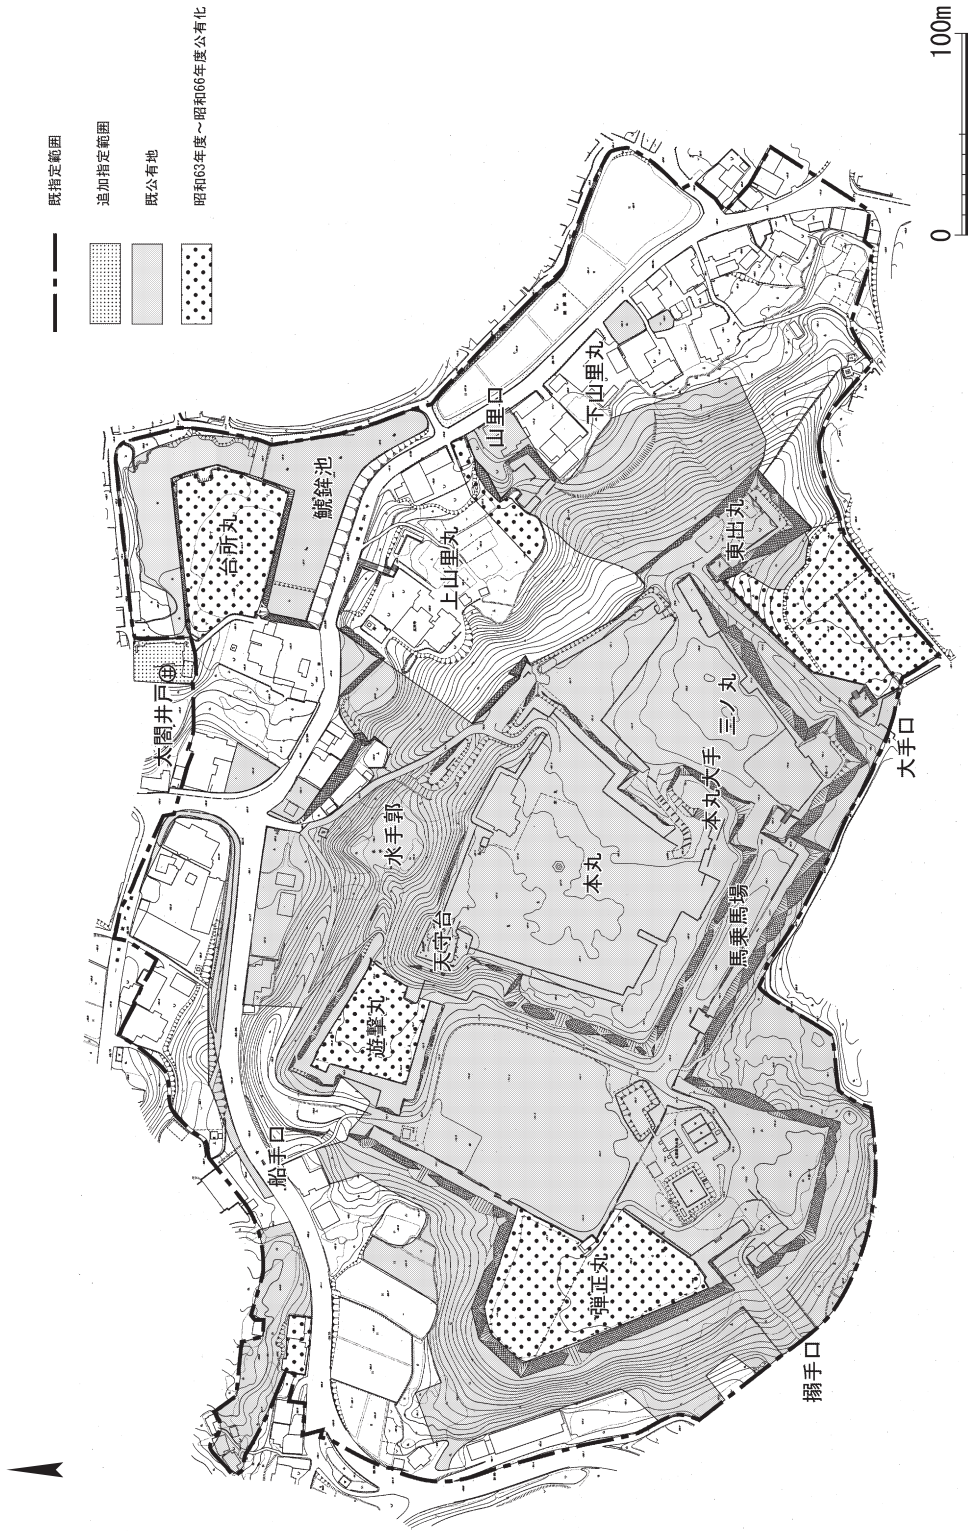 既指定範囲
追加指定範囲
既公有地
昭和63年度～昭和66年度公有化
0
100m
台所丸
鯱鉾池
太閤井戸
山里口
下山里丸
上山里丸
東出丸
三ノ丸
大手口
本丸大手
水手郭
本丸
馬乗馬場
天守台
遊撃丸
船手口
弾正丸
搦手口